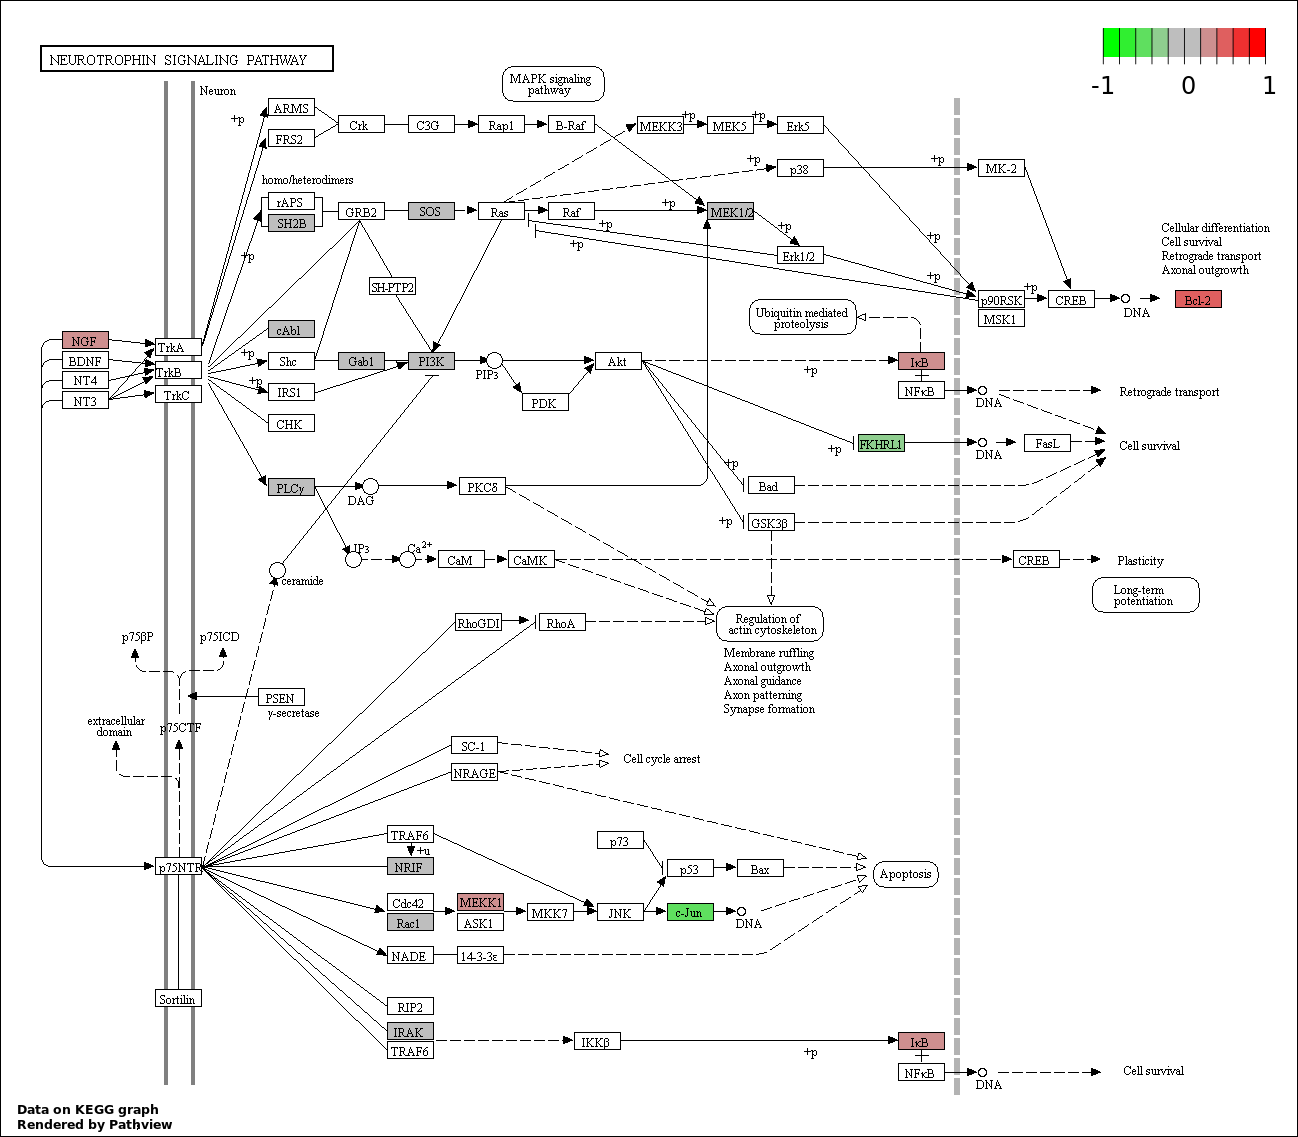 NEUROTROPHIN SIGNALING PATHWAY
-1 0 1
Neuron
MAPK signaling
pathway
ARMS
+p
FRS2
Crk
C3G
Rap1
B-Raf
MEKK3
+p
MEK5
+p
Erk5
homo/heterodimers
rAPS
SH2B
+p
GRB2
SOS
Ras
Raf
+p
MEK1/2
+p
p38
+p
MK-2
+p
+p
+p
Erk1/2
+p
+p
SH-PTP2
p90RSK
+p
MSK1
CREB
DNA
Cellular differentiation
Cell survival
Retrograde transport
Axonal outgrowth
Bcl-2
Ubiquitin mediated
proteolysis
NGF
BDNF
NT4
NT3
TrkA
TrkB
TrkC
cAbl
+p
Shc
+p
IRS1
CHK
Gab1
PI3K
PIP3
PDK
Akt
+p
IκB
NFκB
DNA
Retrograde transport
+p
FKHRL1
DNA
FasL
Cell survival
+p
Bad
+p
GSK3β
PLCγ
DAG
PKCδ
IP3
Ca2+
CaM
CaMK
CREB
Plasticity
Long-term
potentiation
ceramide
RhoGDI
RhoA
Regulation of
actin cytoskeleton
Membrane ruffling
Axonal outgrowth
Axonal guidance
Axon patterning
Synapse formation
p75βP
p75ICD
PSEN
γ-secretase
extracellular
domain
p75CTF
SC-1
NRAGE
Cell cycle arrest
p75NTR
TRAF6
+u
NRIF
p73
p53
Bax
Apoptosis
Cdc42
Rac1
MEKK1
ASK1
MKK7
JNK
c-Jun
DNA
NADE
14-3-3ε
Sortilin
RIP2
IRAK
TRAF6
IKKβ
+p
IκB
NFκB
DNA
Cell survival
Data on KEGG graph
Rendered by Pathview